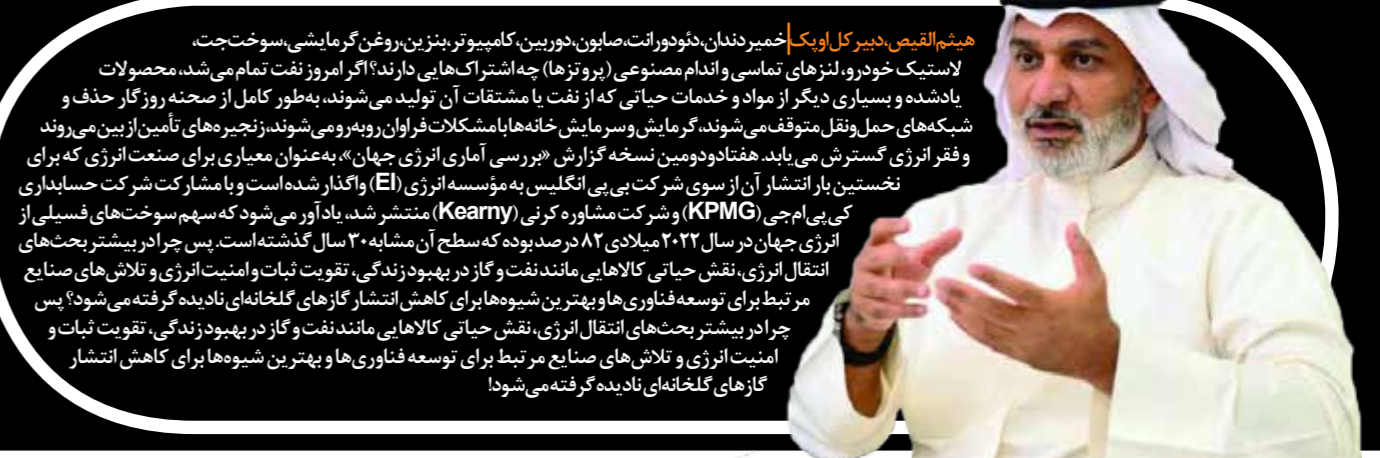 هیثم‌القیص، دبیر کل اوپک| خمیردندان، دئودورانت، صابون، دوربین، کامپیوتر، بنزین، روغن گرمایشی، سوخت‌جت،
لاستیک خودرو، لنزهای تماسی و اندام مصنوعی (پروتزها) چه اشتراک‌هایی دارند؟ اگر امروز نفت تمام می‌شد، محصولات
یادشده و بسیاری دیگر از مواد و خدمات حیاتی که از نفت یا مشتقات آن تولید می‌شوند، به‌طور کامل از صحنه روزگار حذف و
شبکه‌های حمل‌ونقل متوقف می‌شوند، گرمایش و سرمایش خانه‌ها با مشکلات فراوان روبه‌رو می‌شوند، زنجیره‌های تأمین از بین می‌روند
و فقر انرژی گسترش می‌یابد. هفتادودومین نسخه گزارش «بررسی آماری انرژی جهان»، به‌عنوان معیاری برای صنعت انرژی که برای
نخستین بار انتشار آن از سوی شرکت بی‌پی انگلیس به مؤسسه انرژی (EI) واگذار شده است و با مشارکت شرکت حسابداری
کی‌پی‌ام‌جی (KPMG) و شرکت مشاوره کرنی (Kearny) منتشر شد، یادآور می‌شود که سهم سوخت‌های فسیلی از
انرژی جهان در سال ۲۰۲۲ میلادی ۸۲ درصد بوده که سطح آن مشابه ۳۰ سال گذشته است. پس چرا در بیشتر بحث‌های
انتقال انرژی، نقش حیاتی کالاهایی مانند نفت و گاز در بهبود زندگی، تقویت ثبات و امنیت انرژی و تلاش‌های صنایع
مرتبط برای توسعه فناوری‌ها و بهترین شیوه‌ها برای کاهش انتشار گازهای گلخانه‌ای نادیده گرفته می‌شود؟ پس
چرا در بیشتر بحث‌های انتقال انرژی، نقش حیاتی کالاهایی مانند نفت و گاز در بهبود زندگی، تقویت ثبات و
امنیت انرژی و تلاش‌های صنایع مرتبط برای توسعه فناوری‌ها و بهترین شیوه‌ها برای کاهش انتشار
گازهای گلخانه‌ای نادیده گرفته می‌شود!